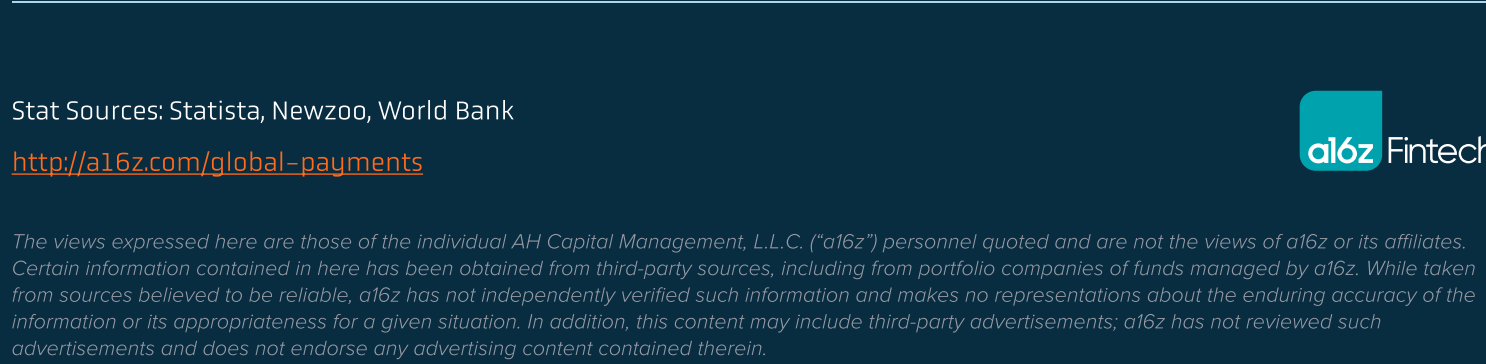 Stat Sources: Statista, Newzoo, World Bank
http://a16z.com/global-payments
a16z Fintech
The views expressed here are those of the individual AH Capital Management, L.L.C. (“a16z”) personnel quoted and are not the views of a16z or its affiliates.
Certain information contained in here has been obtained from third-party sources, including from portfolio companies of funds managed by a16z. While taken
from sources believed to be reliable, a16z has not independently verified such information and makes no representations about the enduring accuracy of the
information or its appropriateness for a given situation. In addition, this content may include third-party advertisements; a16z has not reviewed such
advertisements and does not endorse any advertising content contained therein.